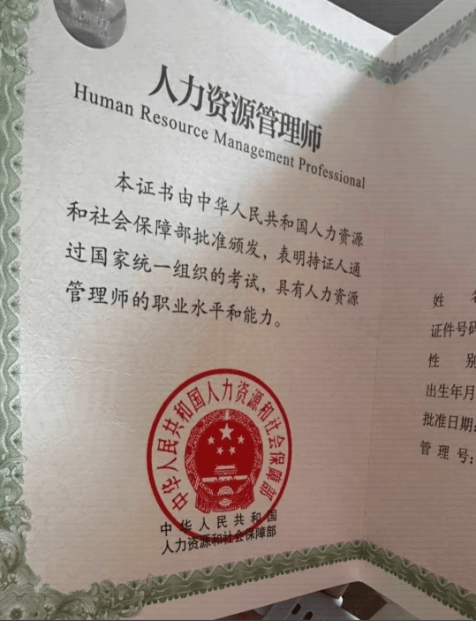 人力资源管理师
Human Resource Management Professional
本证书由中华人民共和国人力资源
和社会保障部批准颁发，表明持证人通
过国家统一组织的考试，具有人力资源
管理师的职业水平和能力。
中华人民共和国人力资源和社会保障部
中华人民共和国
人力资源和社会保障部
姓
证件号码
性 别
出生年月
批准日期:
管 理 号: